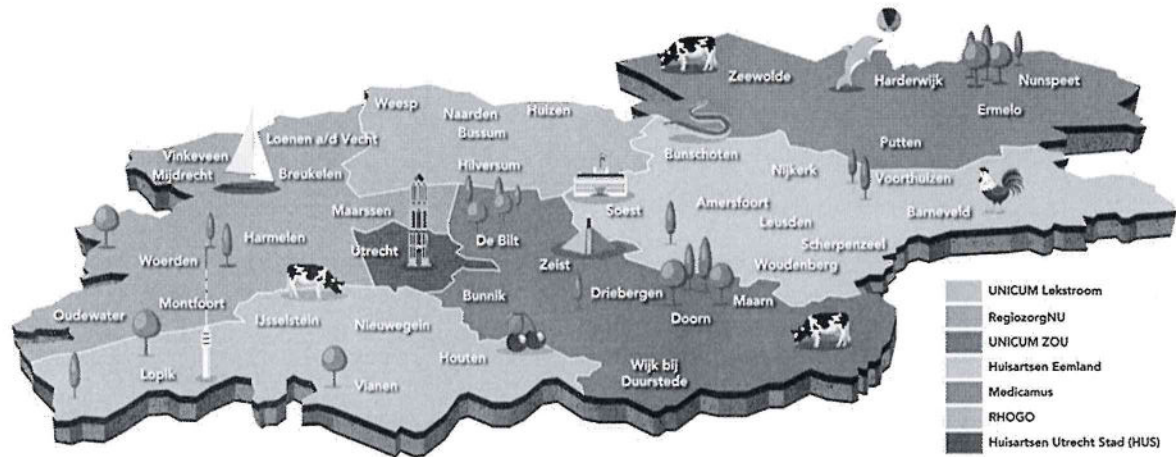 Zeewolde
Harderwijk
Nunspeet
Ermelo
Putten
Weesp
Naarden
Huizen
Bussum
Hilversum
Loenen a/d Vecht
Vinkeveen
Mijdrecht
Breukelen
Bunschoten
Nijkerk
Voorthuizen
Barneveld
Soest
Amersfoort
Leusden
Scherpenzeel
Woudenberg
Maarssen
Harmelen
Utrecht
De Bilt
Zeist
Woerden
Montfoort
Oudewater
Bunnik
Driebergen
Maarn
Doorn
IJsselstein
Nieuwegein
Houten
Lopik
Vianen
Wijk bij
Duurstede
UNICUM Lekstroom
RegiozorgNU
UNICUM ZOU
Huisartsen Eemland
Medicamus
RHOGO
Huisartsen Utrecht Stad (HUS)